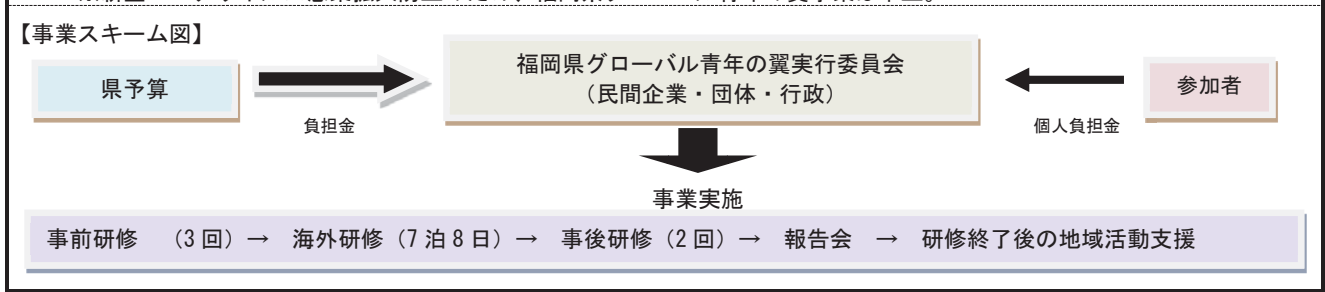 【事業スキーム図】
県予算
負担金
福岡県グローバル青年の翼実行委員会
（民間企業・団体・行政）
参加者
個人負担金
事業実施
事前研修　（3回）→　海外研修（7泊8日）→　事後研修（2回）→　報告会　→　研修終了後の地域活動支援